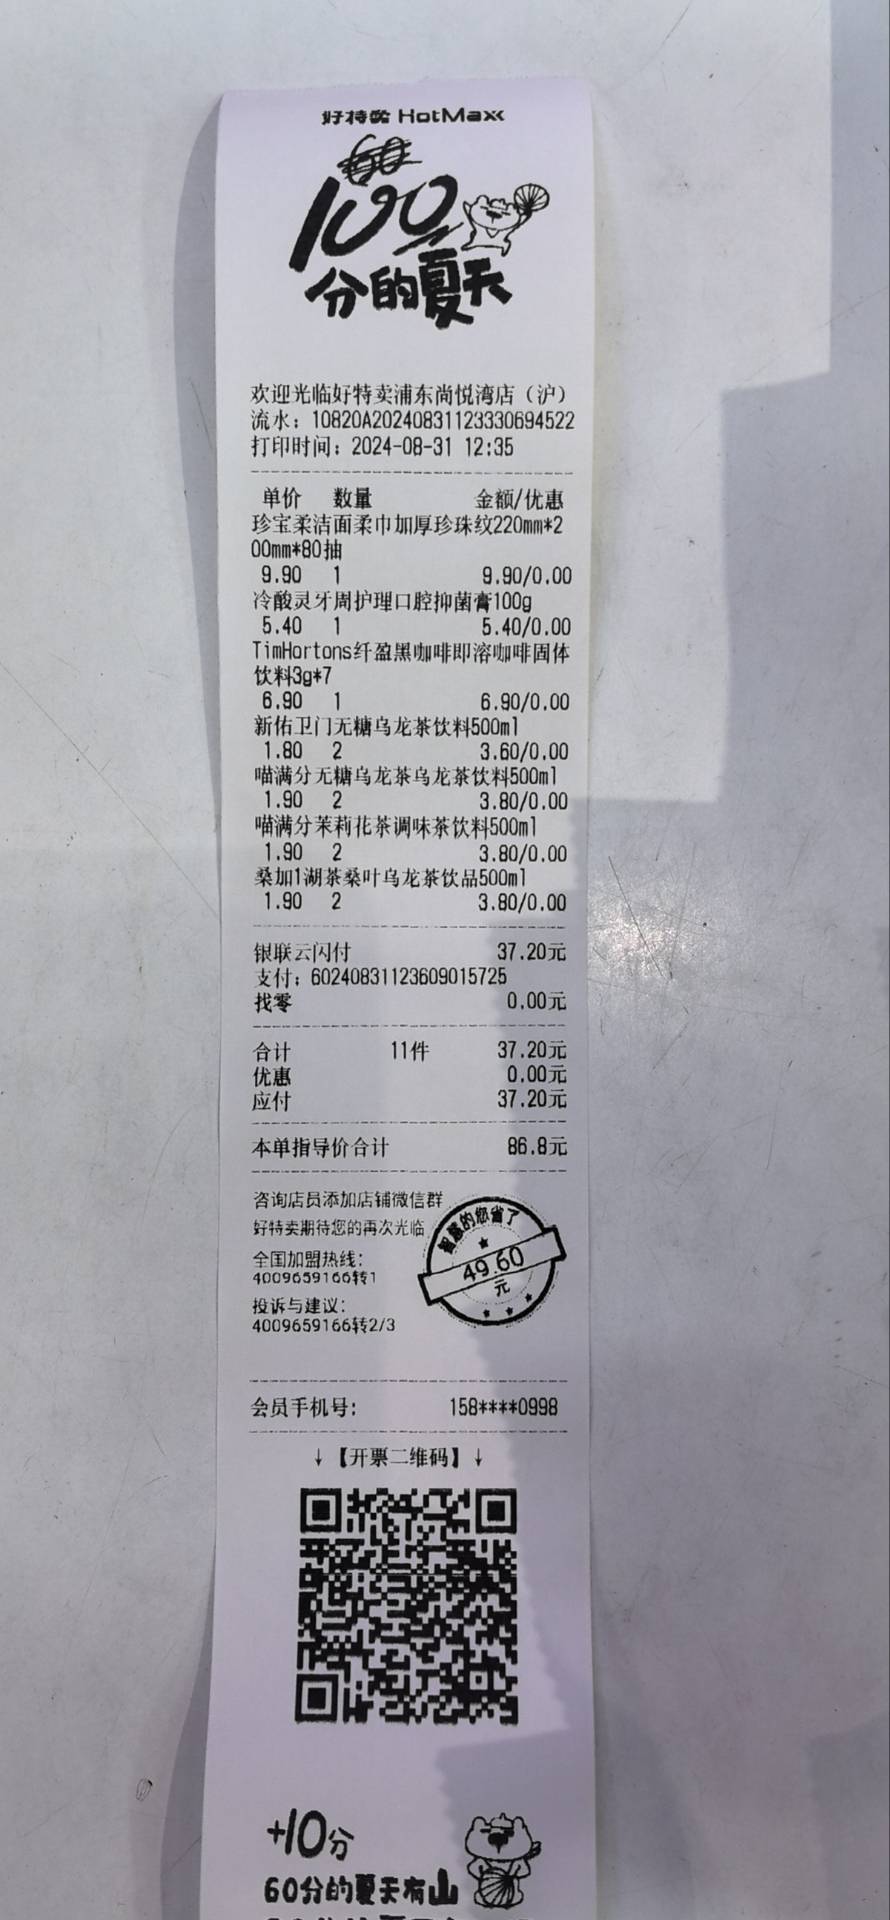 好特卖 HotMaxx
60
100
分的夏天
欢迎光临好特卖浦东尚悦湾店（沪）
流水：10820A20240831123330694522
打印时间：2024-08-31 12:35
单价 数量 金额/优惠
珍宝柔洁面柔巾加厚珍珠纹220mm*2
00mm*80抽
9.90 1 9.90/0.00
冷酸灵牙周护理口腔抑菌膏100g
5.40 1 5.40/0.00
TimHortons纤盈黑咖啡即溶咖啡固体
饮料3g*7
6.90 1 6.90/0.00
新佑卫门无糖乌龙茶饮料500ml
1.80 2 3.60/0.00
喵满分无糖乌龙茶乌龙茶饮料500ml
1.90 2 3.80/0.00
喵满分茉莉花茶调味茶饮料500ml
1.90 2 3.80/0.00
桑加1湖茶桑叶乌龙茶饮品500ml
1.90 2 3.80/0.00
银联云闪付 37.20元
支付：60240831123609015725
找零 0.00元
合计 11件 37.20元
优惠 0.00元
应付 37.20元
本单指导价合计 86.8元
咨询店员添加店铺微信群
好特卖期待您的再次光临
全国加盟热线：
4009659166转1
投诉与建议：
4009659166转2/3
智慧的您省了
49.60
元
会员手机号: 158****0998
↓【开票二维码】↓
+10分
60分的夏天有山